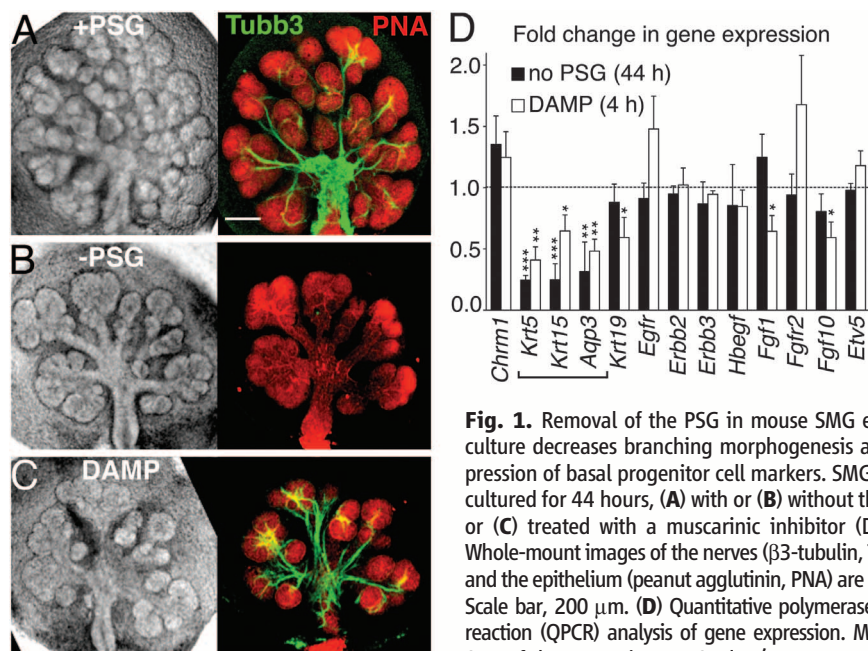 A
+PSG
Tubb3
PNA
B
-PSG
C
DAMP
D
Fold change in gene expression
2.0
1.5
1.0
0.5
0.0
no PSG (44 h)
DAMP (4 h)
***
**
***
*
**
**
*
*
*
Chrm1
Krt5
Krt15
Aqp3
Krt19
Egfr
Erbb2
Erbb3
Hbegf
Fgf1
Fgfr2
Fgf10
Etv5
Fig. 1. Removal of the PSG in mouse SMG e
culture decreases branching morphogenesis a
pression of basal progenitor cell markers. SMG
cultured for 44 hours, (A) with or (B) without th
or (C) treated with a muscarinic inhibitor (D
Whole-mount images of the nerves (β3-tubulin,
and the epithelium (peanut agglutinin, PNA) are
Scale bar, 200 μm. (D) Quantitative polymerase
reaction (QPCR) analysis of gene expression. M